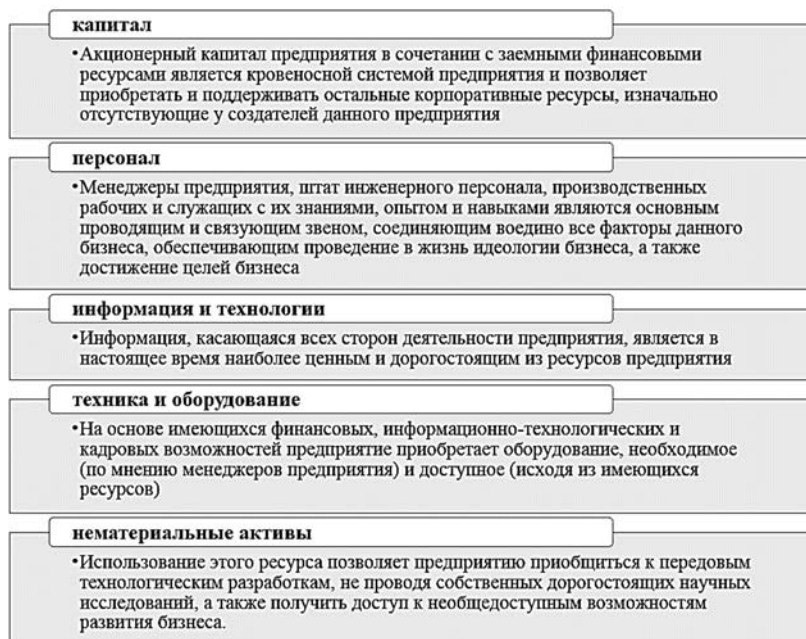 капитал
•Акционерный капитал предприятия в сочетании с заемными финансовыми
ресурсами является кровеносной системой предприятия и позволяет
приобретать и поддерживать остальные корпоративные ресурсы, изначально
отсутствующие у создателей данного предприятия
персонал
•Менеджеры предприятия, штат инженерного персонала, производственных
рабочих и служащих с их знаниями, опытом и навыками являются основным
проводящим и связующим звеном, соединяющим воедино все факторы данного
бизнеса, обеспечивающим проведение в жизнь идеологии бизнеса, а также
достижение целей бизнеса
информация и технологии
•Информация, касающаяся всех сторон деятельности предприятия, является в
настоящее время наиболее ценным и дорогостоящим из ресурсов предприятия
техника и оборудование
•На основе имеющихся финансовых, информационно-технологических и
кадровых возможностей предприятие приобретает оборудование, необходимое
(по мнению менеджеров предприятия) и доступное (исходя из имеющихся
ресурсов)
нематериальные активы
•Использование этого ресурса позволяет предприятию приобщиться к передовым
технологическим разработкам, не проводя собственных дорогостоящих научных
исследований, а также получить доступ к необщедоступным возможностям
развития бизнеса.